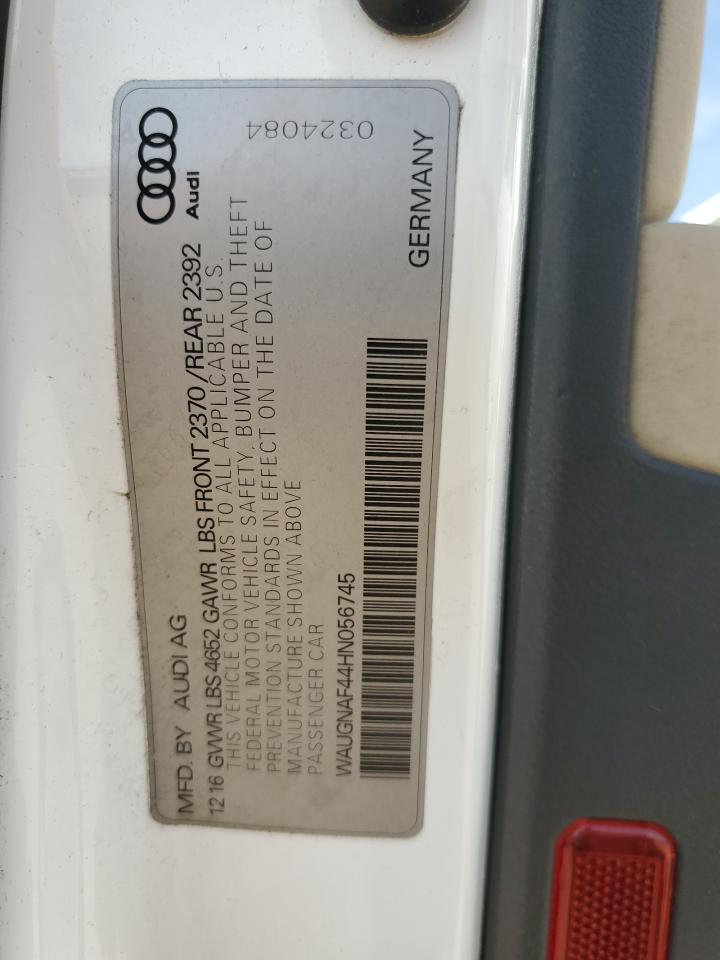 MFD. BY AUDI AG
12 16 GVWR LBS 4652 GAWR LBS FRONT 2370 /REAR 2392
THIS VEHICLE CONFORMS TO ALL APPLICABLE U.S.
FEDERAL MOTOR VEHICLE SAFETY, BUMPER AND THEFT
PREVENTION STANDARDS IN EFFECT ON THE DATE OF
MANUFACTURE SHOWN ABOVE
PASSENGER CAR
WAUGNAF44HN056745
Audi
0324084
GERMANY